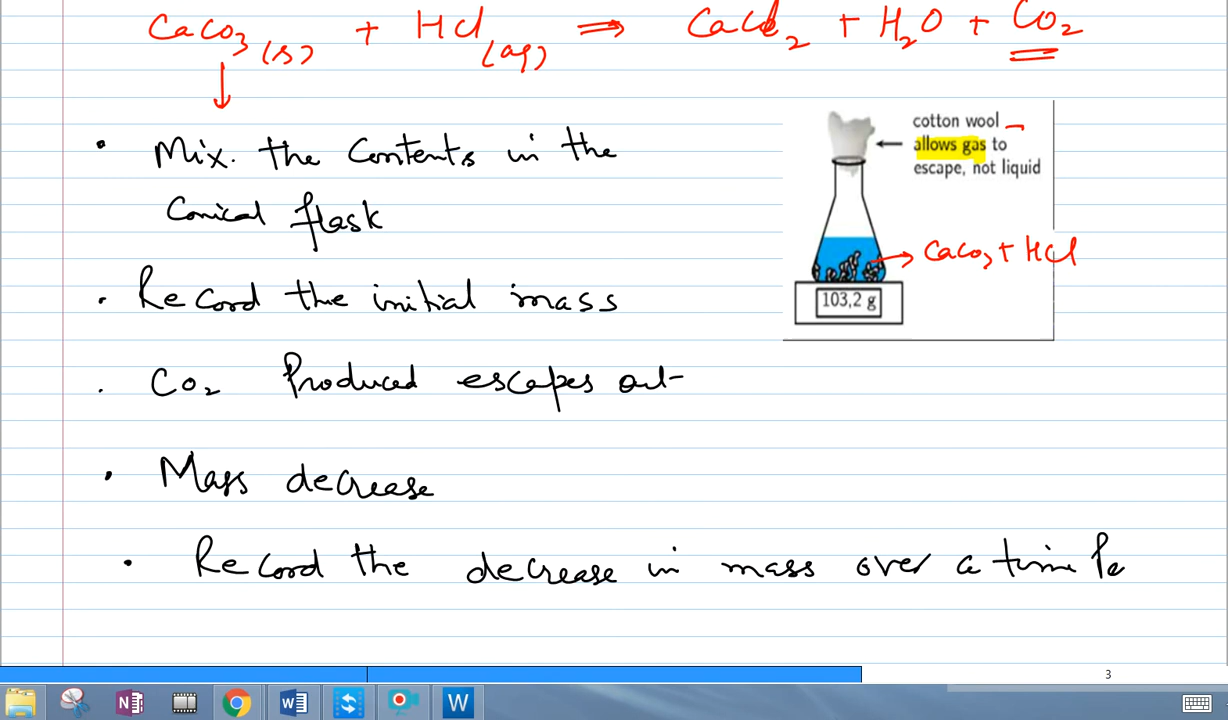 CaCO3 (s) + HCl (aq) ⇒ CaCl2 + H2O + CO2
cotton wool
allows gas to
escape, not liquid
• Mix. the Contents in the
Conical flask
CaCO3 + HCl
103,2 g
• Record the initial mass
• CO2 Produced escapes out
• Mass decrease
• Record the decrease in mass over a time Pe
3
N
W
W